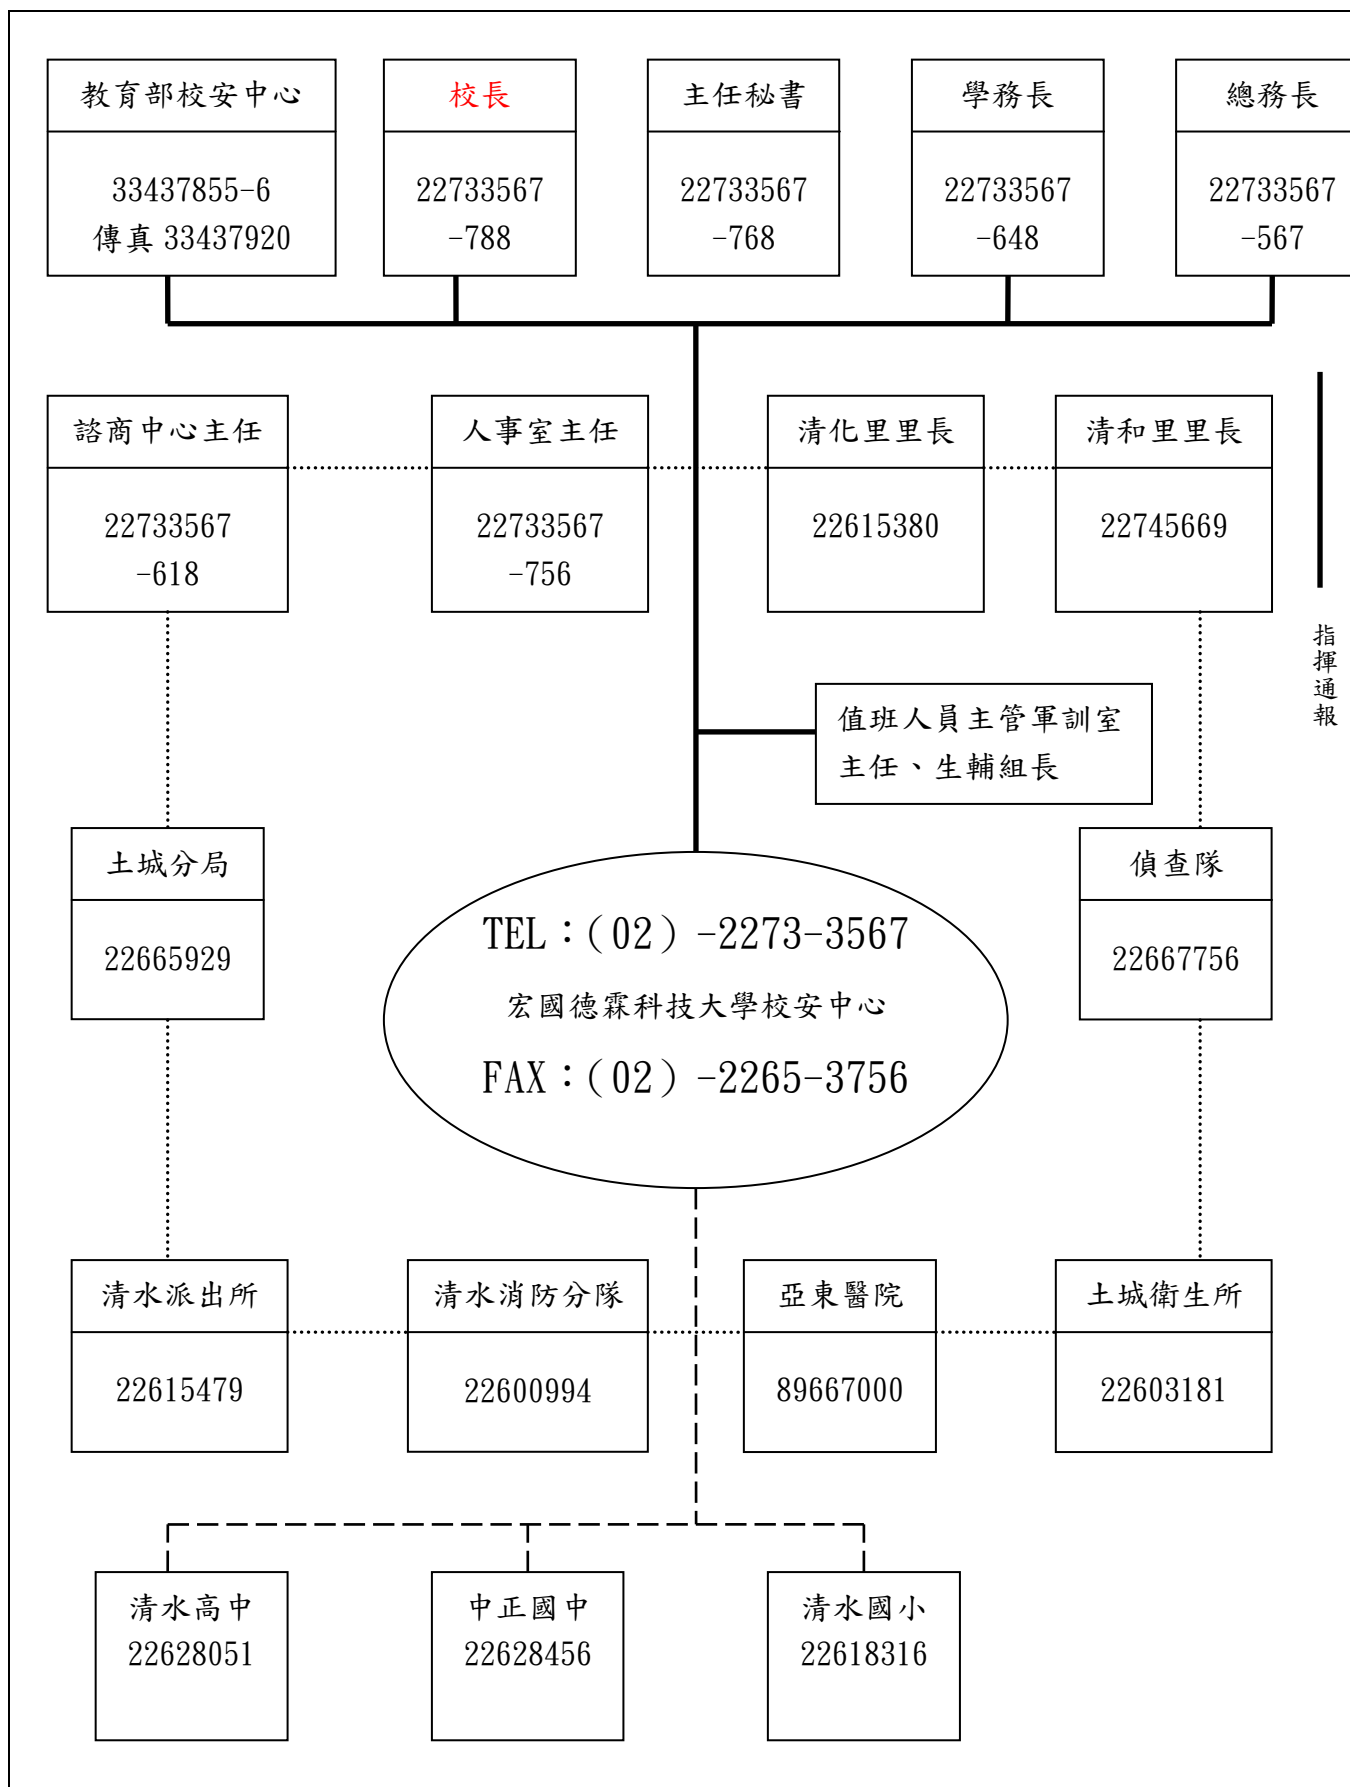 教育部校安中心
33437855-6
傳真 33437920
校長
22733567
-788
主任秘書
22733567
-768
學務長
22733567
-648
總務長
22733567
-567
諮商中心主任
22733567
-618
人事室主任
22733567
-756
清化里里長
22615380
清和里里長
22745669
指揮通報
值班人員主管軍訓室
主任、生輔組長
土城分局
22665929
TEL：(02) -2273-3567
宏國德霖科技大學校安中心
FAX：(02) -2265-3756
偵查隊
22667756
清水派出所
22615479
清水消防分隊
22600994
亞東醫院
89667000
土城衛生所
22603181
清水高中
22628051
中正國中
22628456
清水國小
22618316